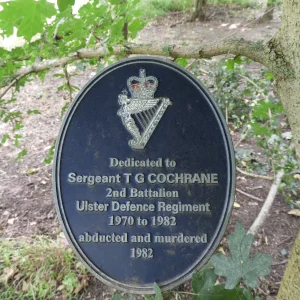 Dedicated to
Sergeant T G COCHRANE
2nd Battalion
Ulster Defence Regiment
1970 to 1982
abducted and murdered
1982